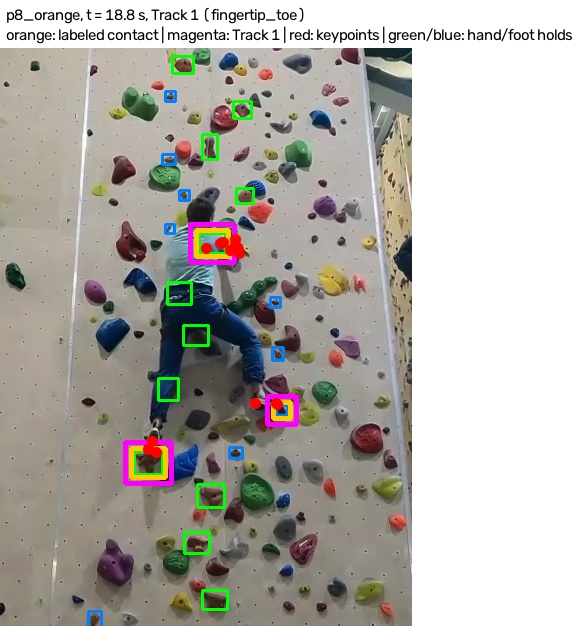 p8_orange, t = 18.8 s, Track 1 (fingertip_toe)
orange: labeled contact | magenta: Track 1 | red: keypoints | green/blue: hand/foot holds